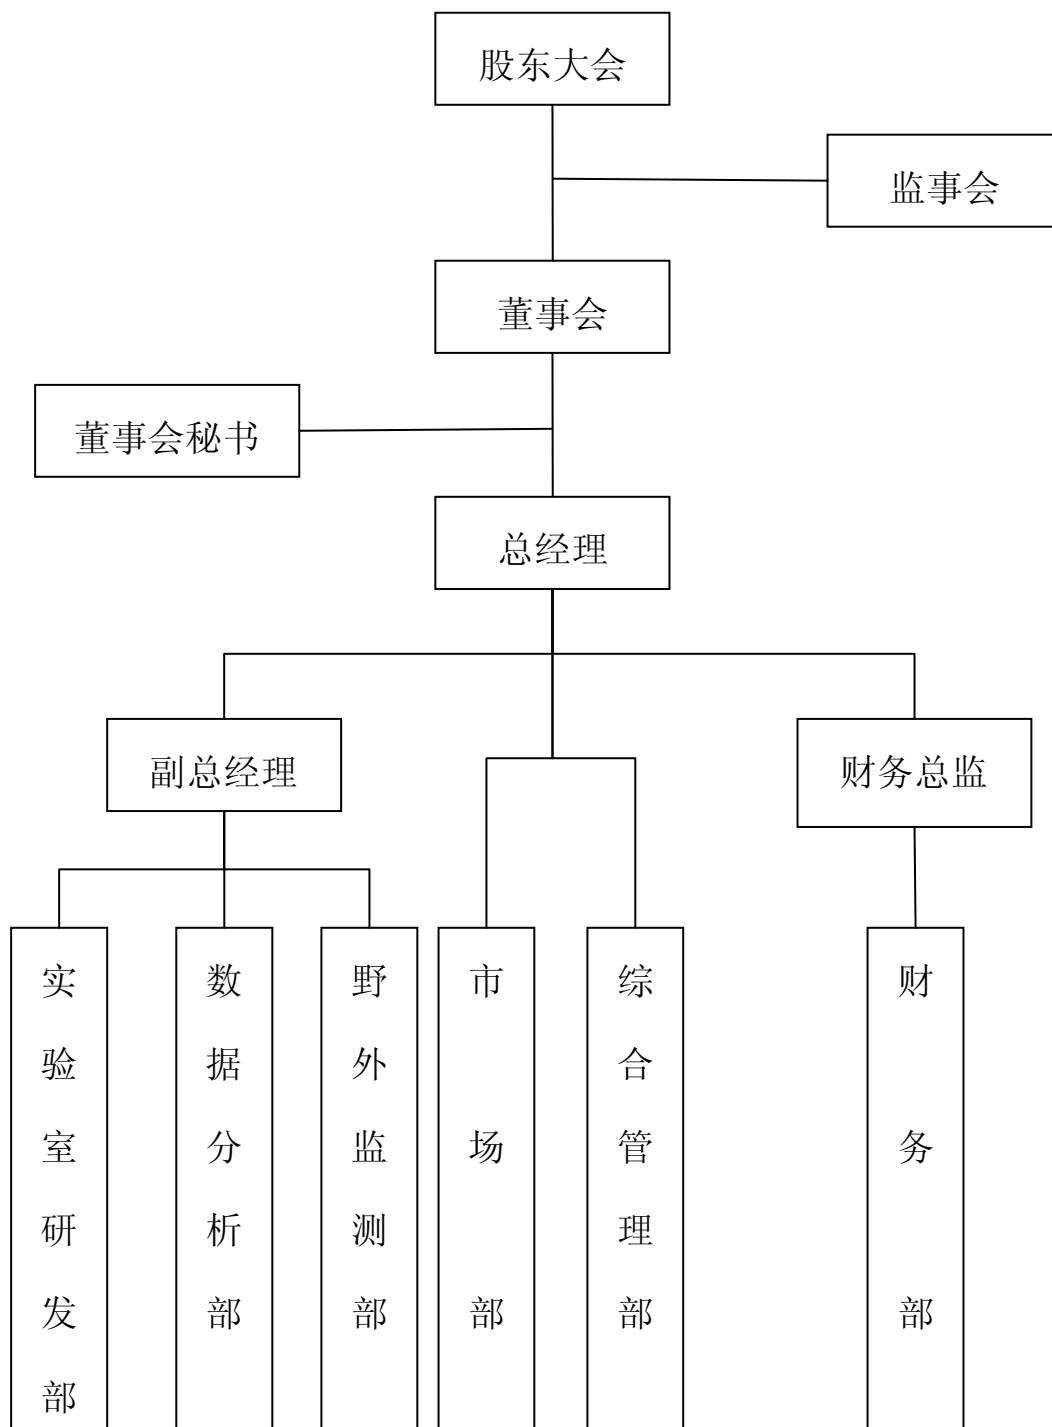 股东大会
监事会
董事会
董事会秘书
总经理
副总经理
财务总监
实验室研发部
数据分析部
野外监测部
市场部
综合管理部
财务部